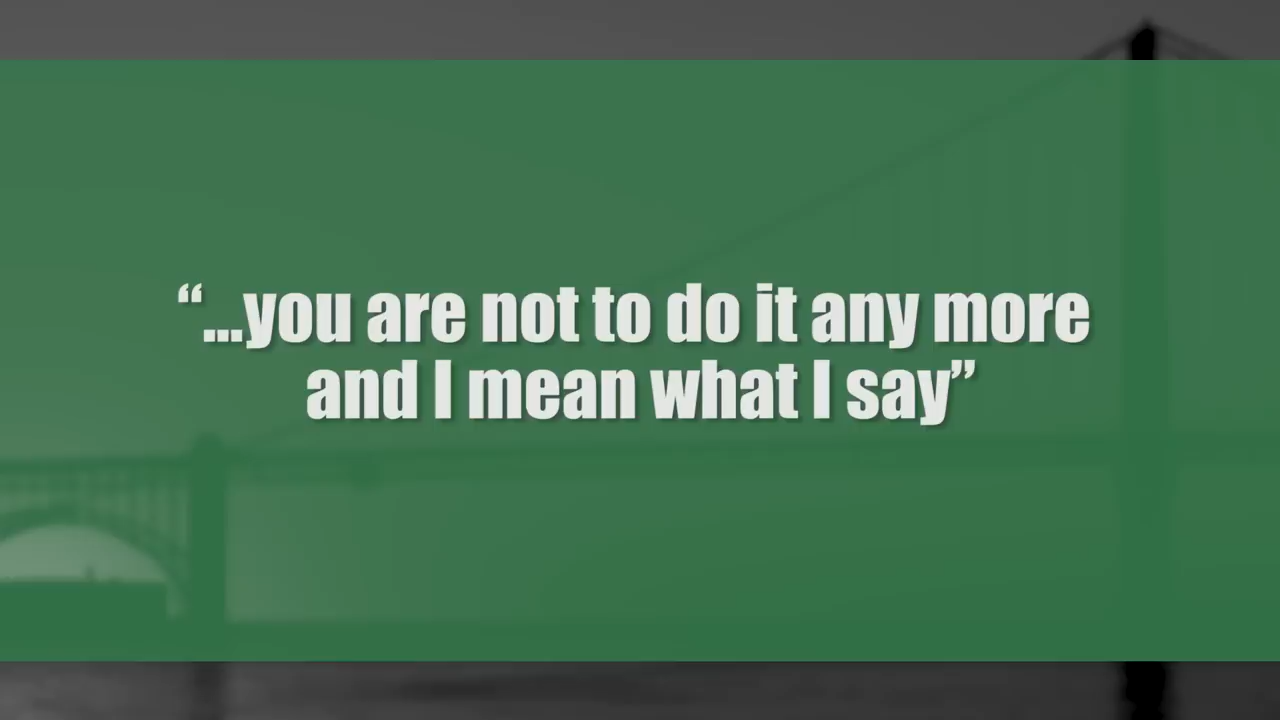 “...you are not to do it any more
and I mean what I say”